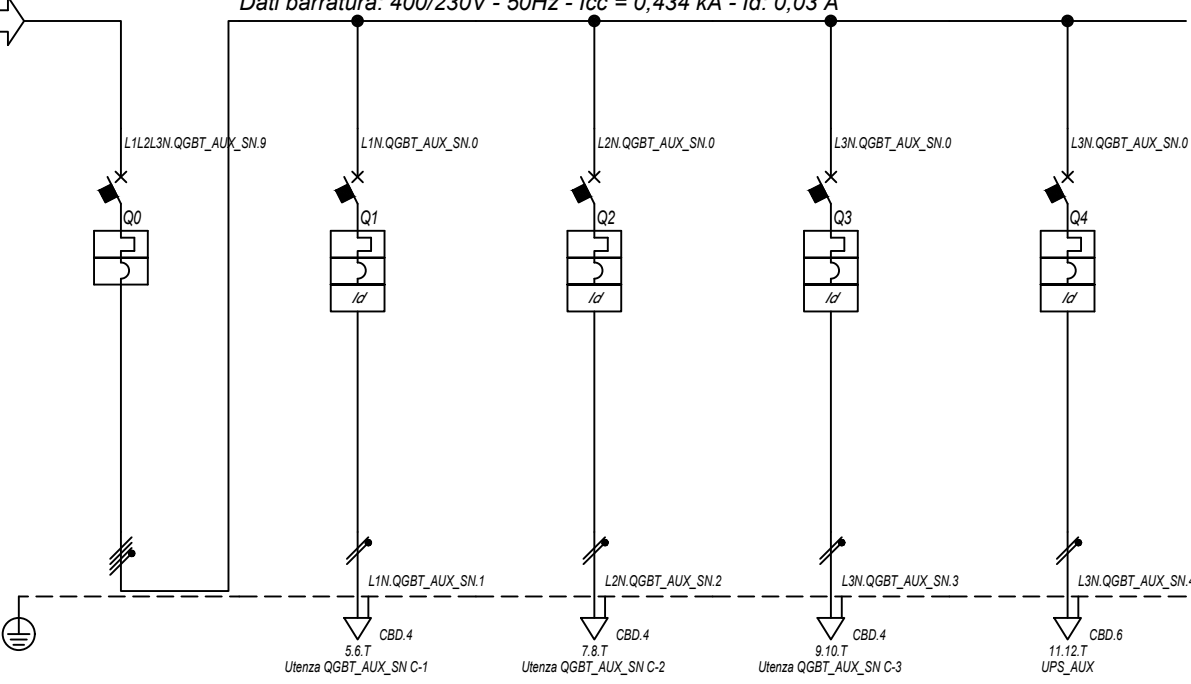 Dati barratura: 400/230V - 50Hz - Icc = 0,434 kA - Id: 0,03 A
L1L2L3N.QGBT_AUX_SN.9
L1N.QGBT_AUX_SN.0
L2N.QGBT_AUX_SN.0
L3N.QGBT_AUX_SN.0
L3N.QGBT_AUX_SN.0
Q0
Q1
Q2
Q3
Q4
Id
Id
Id
Id
L1N.QGBT_AUX_SN.1
L2N.QGBT_AUX_SN.2
L3N.QGBT_AUX_SN.3
L3N.QGBT_AUX_SN.4
CBD.4
CBD.4
CBD.4
CBD.6
5.6.T
7.8.T
9.10.T
11.12.T
Utenza QGBT_AUX_SN C-1
Utenza QGBT_AUX_SN C-2
Utenza QGBT_AUX_SN C-3
UPS_AUX